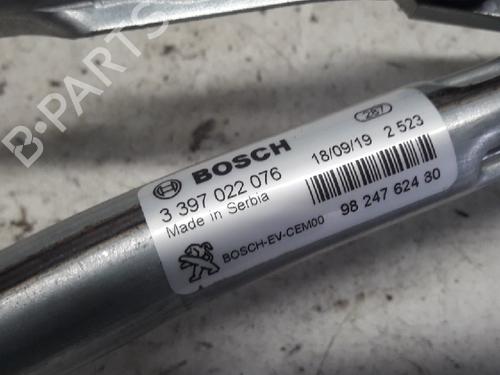 B-PARTS
287
BOSCH
18/09/19 2 523
3 397 022 076
Made in Serbia
98 247 624 80
BOSCH-EV-CEM00